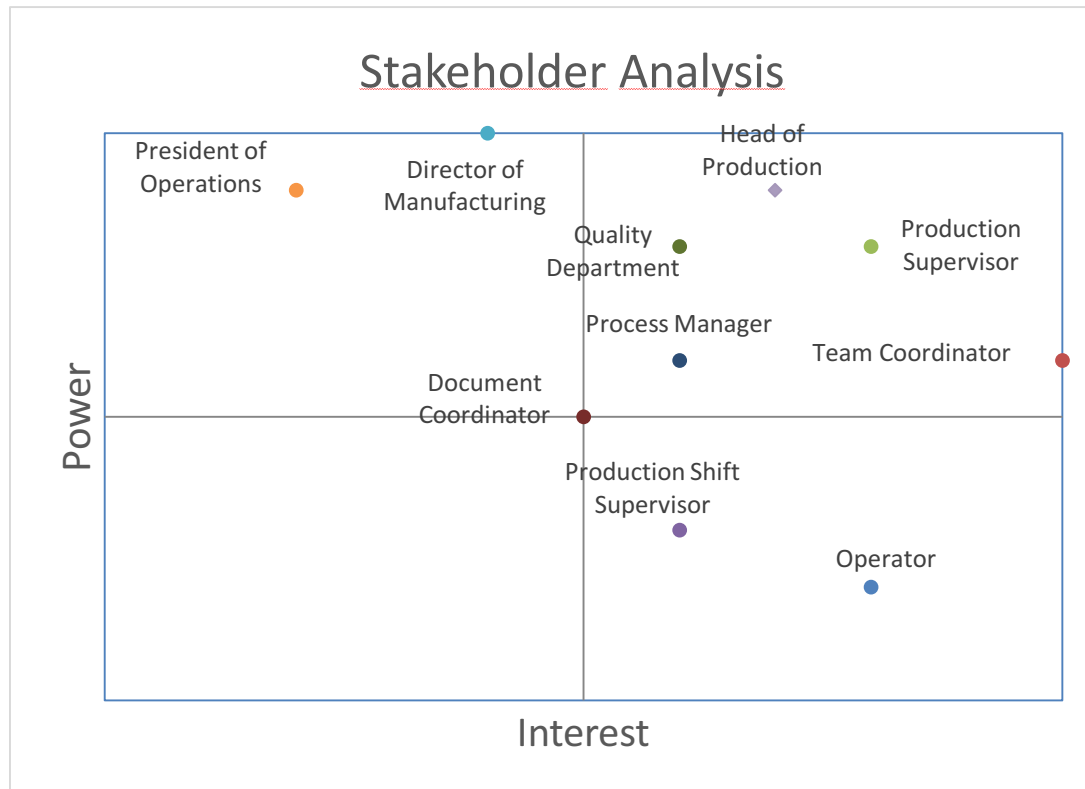 Stakeholder Analysis
President of
Operations
Director of
Manufacturing
Head of
Production
Quality
Department
Production
Supervisor
Process Manager
Team Coordinator
Document
Coordinator
Power
Production Shift
Supervisor
Operator
Interest